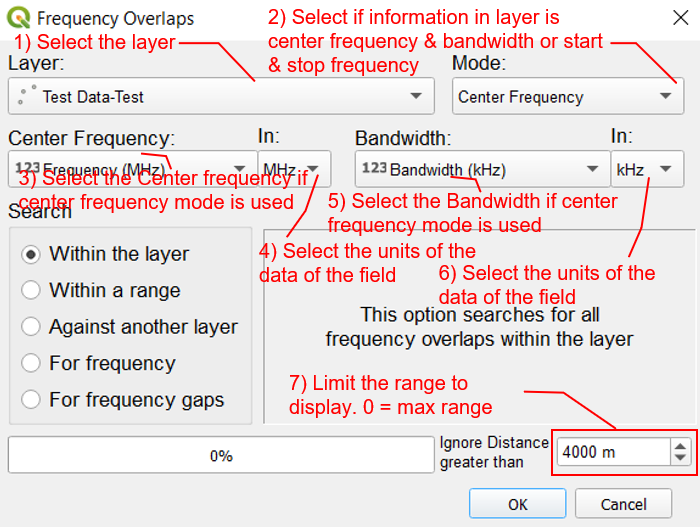 Frequency Overlaps
1) Select the layer
2) Select if information in layer is
center frequency & bandwidth or start
& stop frequency
Layer:
Mode:
Test Data-Test
Center Frequency
Center Frequency:
In:
Bandwidth:
In:
123 Frequency (MHz)
MHz
123 Bandwidth (kHz)
kHz
3) Select the Center frequency if
center frequency mode is used
5) Select the Bandwidth if center
frequency mode is used
Search
4) Select the units of the
data of the field
6) Select the units of the
data of the field
Within the layer
Within a range
Against another layer
For frequency
For frequency gaps
This option searches for all
frequency overlaps within the layer
7) Limit the range to
display. 0 = max range
0%
Ignore Distance
greater than
4000 m
OK
Cancel